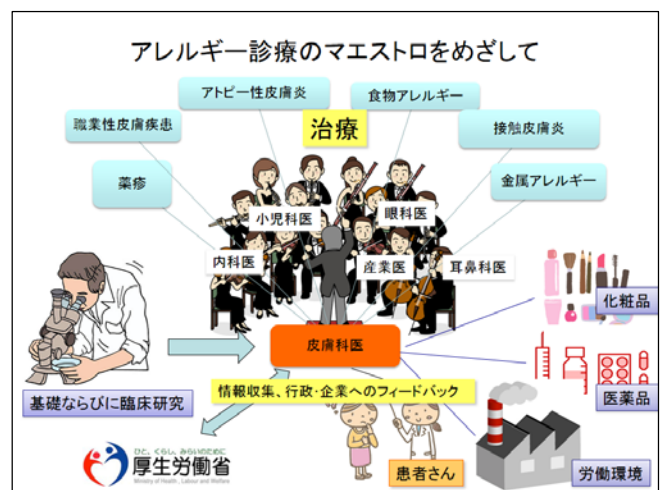 アレルギー診療のマエストロをめざして
アトピー性皮膚炎
食物アレルギー
職業性皮膚疾患
治療
接触皮膚炎
薬疹
金属アレルギー
小児科医
眼科医
内科医
産業医
耳鼻科医
化粧品
皮膚科医
情報収集、行政・企業へのフィードバック
基礎ならびに臨床研究
医薬品
ひと、くらし、みらいのために
厚生労働省
Ministry of Health, Labour and Welfare
患者さん
労働環境